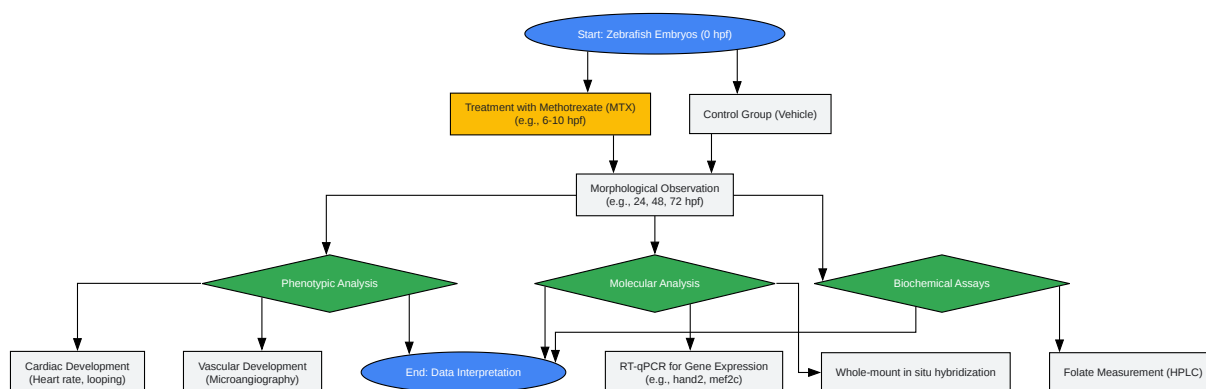 Start: Zebrafish Embryos (0 hpf)
Treatment with Methotrexate (MTX)
(e.g., 6-10 hpf)
Control Group (Vehicle)
Morphological Observation
(e.g., 24, 48, 72 hpf)
Phenotypic Analysis
Molecular Analysis
Biochemical Assays
Cardiac Development
(Heart rate, looping)
Vascular Development
(Microangiography)
End: Data Interpretation
RT-qPCR for Gene Expression
(e.g., hand2, mef2c)
Whole-mount in situ hybridization
Folate Measurement (HPLC)